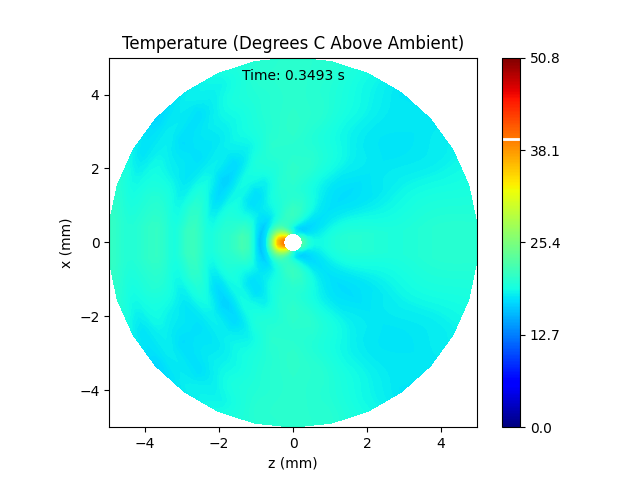 Temperature (Degrees C Above Ambient)
Time: 0.3493 s
50.8
38.1
25.4
12.7
0.0
4
2
0
−2
−4
x (mm)
−4 −2 0 2 4
z (mm)